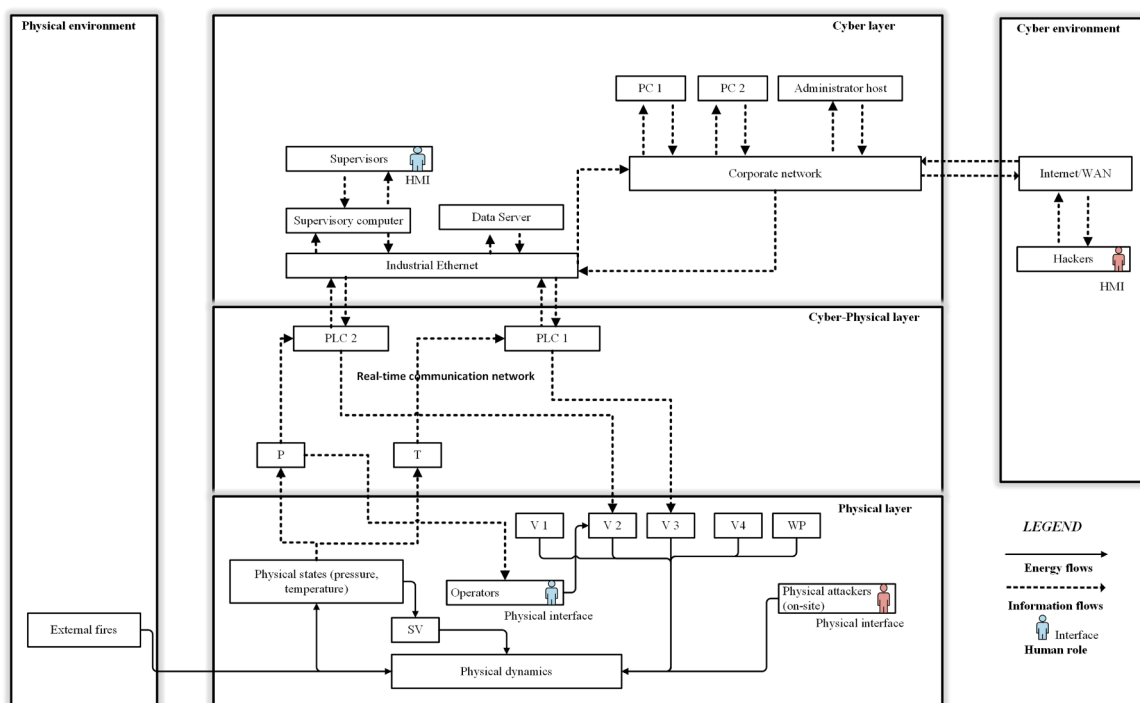 Physical environment
Cyber layer
Cyber environment
PC 1
PC 2
Administrator host
Supervisors
HMI
Corporate network
Internet/WAN
Supervisory computer
Data Server
Industrial Ethernet
Hackers
HMI
Cyber-Physical layer
PLC 2
PLC 1
Real-time communication network
P
T
Physical layer
V 1
V 2
V 3
V4
WP
LEGEND
Energy flows
Physical states (pressure,
temperature)
Operators
Physical interface
Physical attackers
(on-site)
Physical interface
Information flows
Interface
Human role
External fires
SV
Physical dynamics